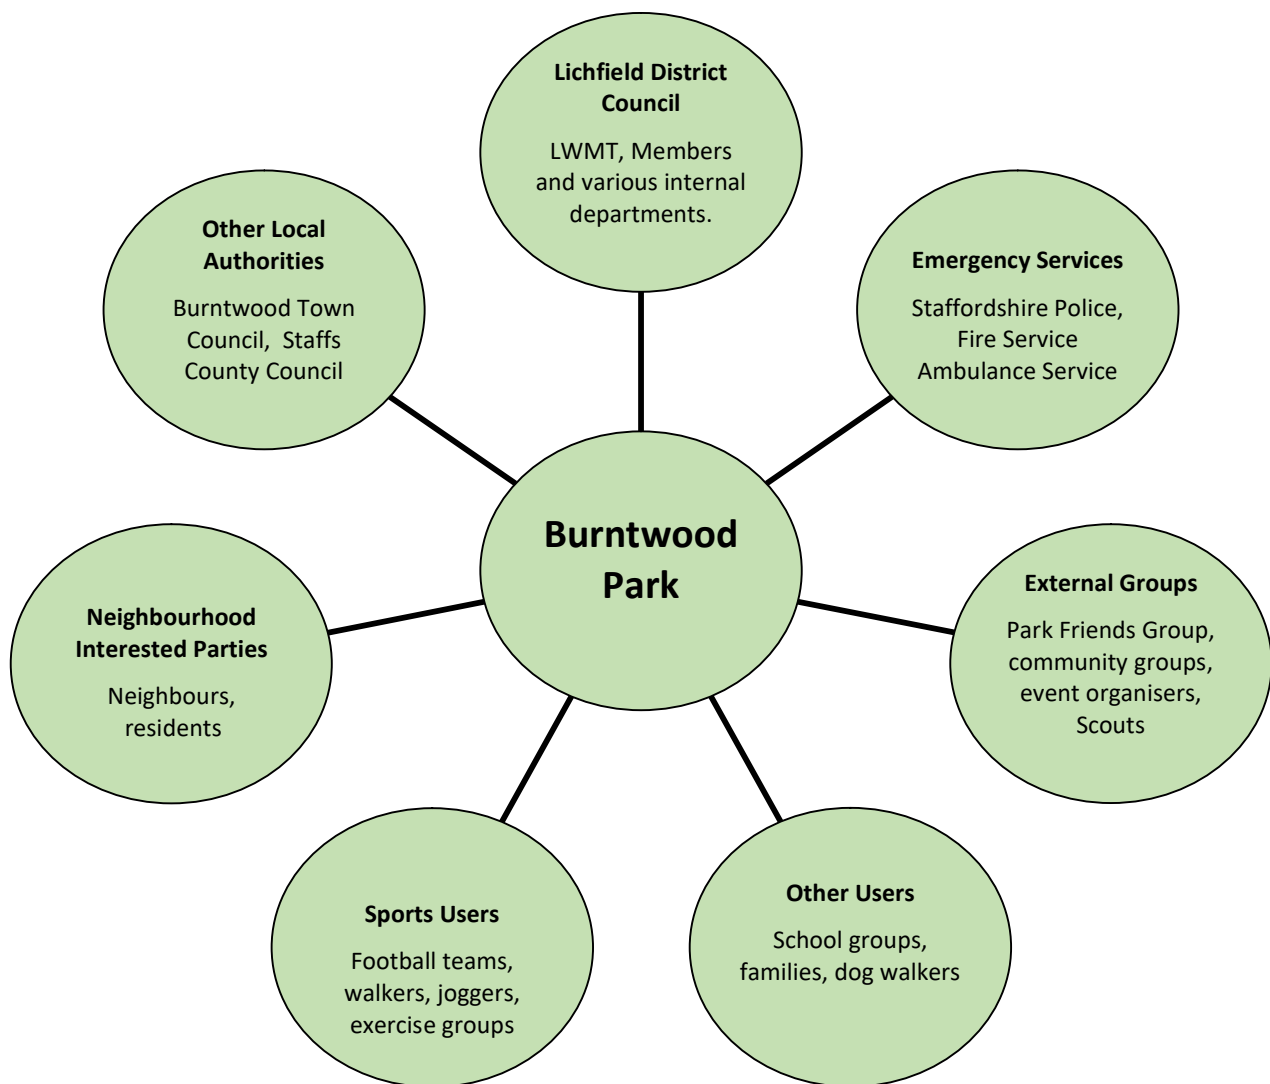 Lichfield District
Council
LWMT, Members
and various internal
departments.
Other Local
Authorities
Burntwood Town
Council,  Staffs
County Council
Emergency Services
Staffordshire Police,
Fire Service
Ambulance Service
Burntwood
Park
Neighbourhood
Interested Parties
Neighbours,
residents
External Groups
Park Friends Group,
community groups,
event organisers,
Scouts
Sports Users
Football teams,
walkers, joggers,
exercise groups
Other Users
School groups,
families, dog walkers